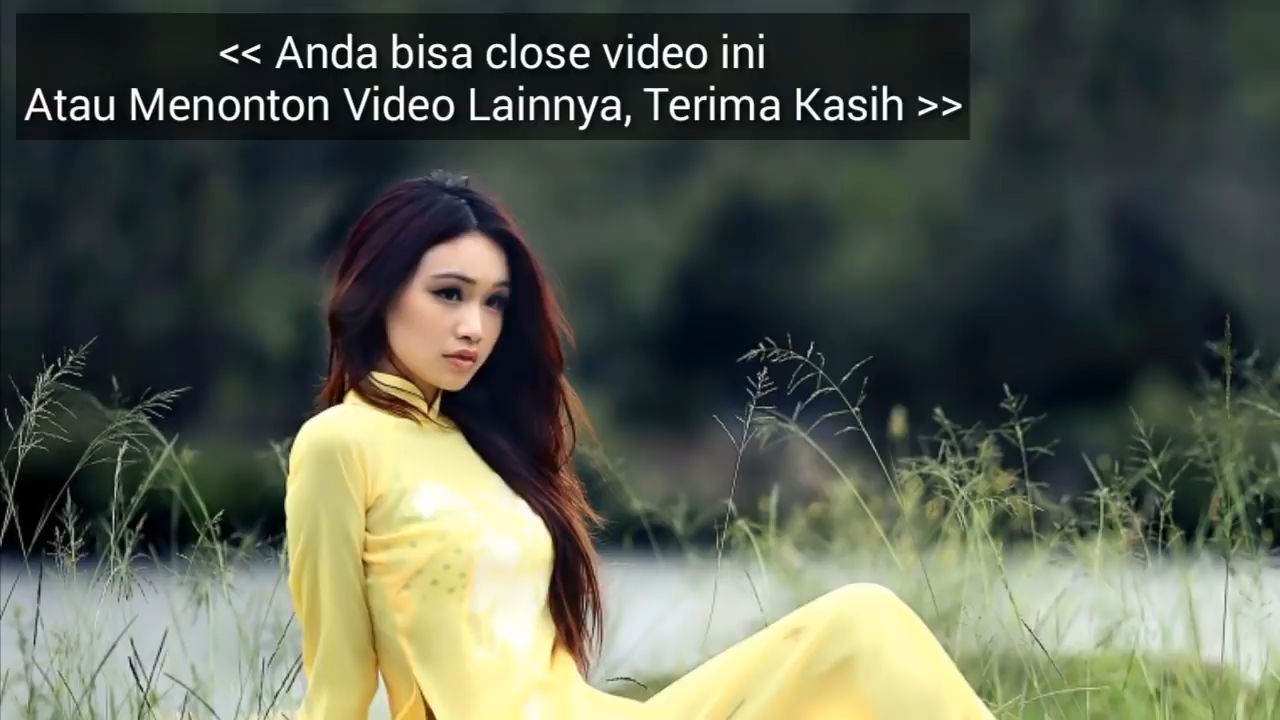 << Anda bisa close video ini
Atau Menonton Video Lainnya, Terima Kasih >>